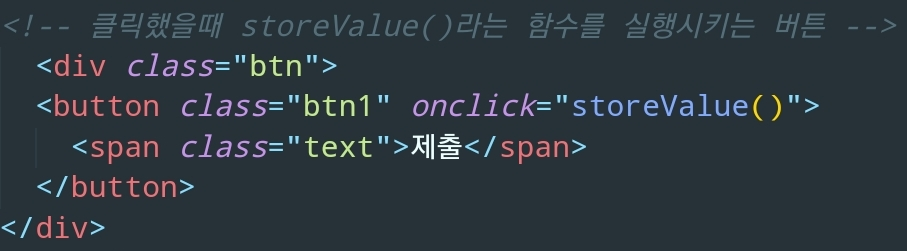 <!-- 클릭했을때 storeValue()라는 함수를 실행시키는 버튼 -->
<div class="btn">
<button class="btn1" onclick="storeValue()">
<span class="text">제출</span>
</button>
</div>